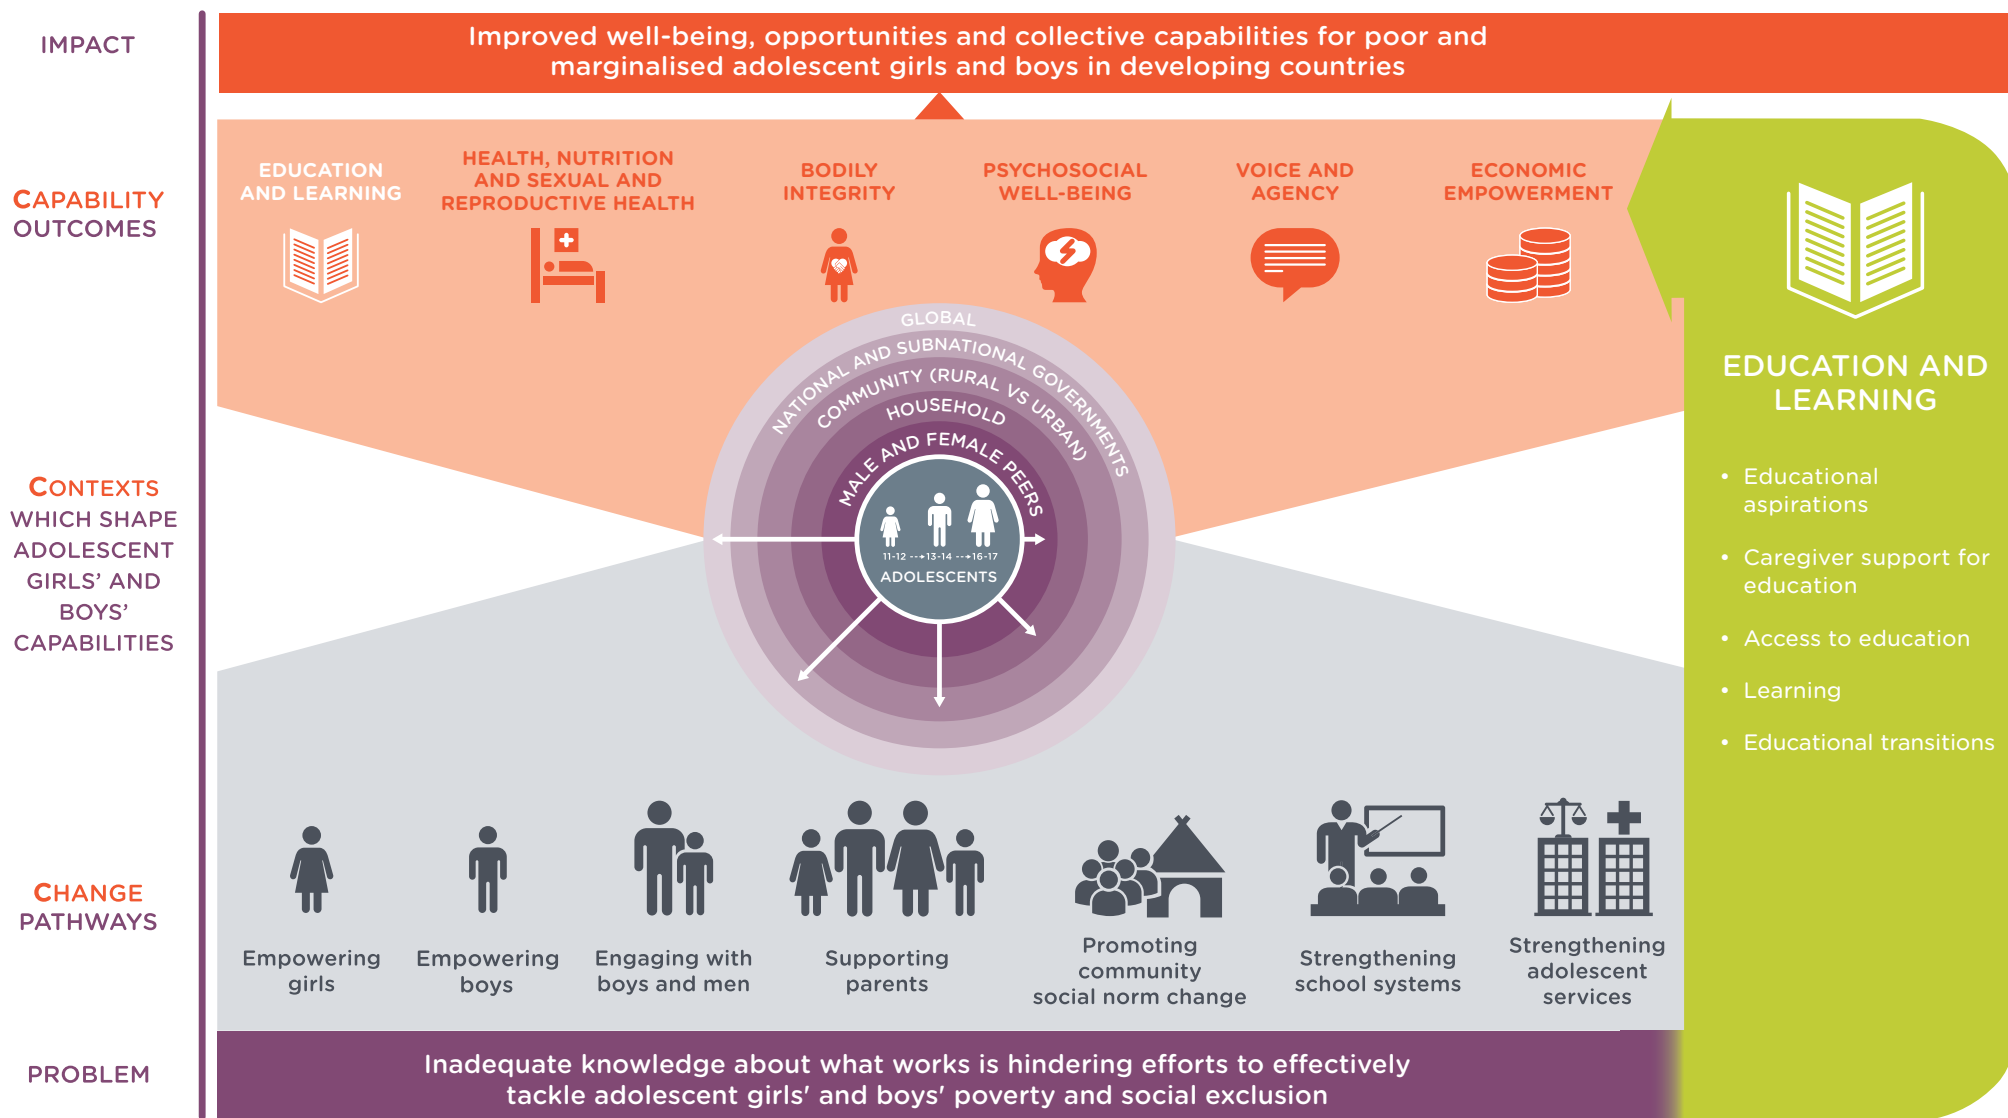 IMPACT
Improved well-being, opportunities and collective capabilities for poor and
marginalised adolescent girls and boys in developing countries
CAPABILITY
OUTCOMES
EDUCATION
AND LEARNING
HEALTH, NUTRITION
AND SEXUAL AND
REPRODUCTIVE HEALTH
BODILY
INTEGRITY
PSYCHOSOCIAL
WELL-BEING
VOICE AND
AGENCY
ECONOMIC
EMPOWERMENT
CONTEXTS
WHICH SHAPE
ADOLESCENT
GIRLS’ AND
BOYS’
CAPABILITIES
GLOBAL
NATIONAL AND SUBNATIONAL GOVERNMENTS
COMMUNITY (RURAL VS URBAN)
HOUSEHOLD
MALE AND FEMALE PEERS
11-12 --→13-14 --→16-17
ADOLESCENTS
CHANGE
PATHWAYS
Empowering
girls
Empowering
boys
Engaging with
boys and men
Supporting
parents
Promoting
community
social norm change
Strengthening
school systems
Strengthening
adolescent
services
PROBLEM
Inadequate knowledge about what works is hindering efforts to effectively
tackle adolescent girls' and boys' poverty and social exclusion
EDUCATION AND
LEARNING
• Educational
aspirations
• Caregiver support for
education
• Access to education
• Learning
• Educational transitions